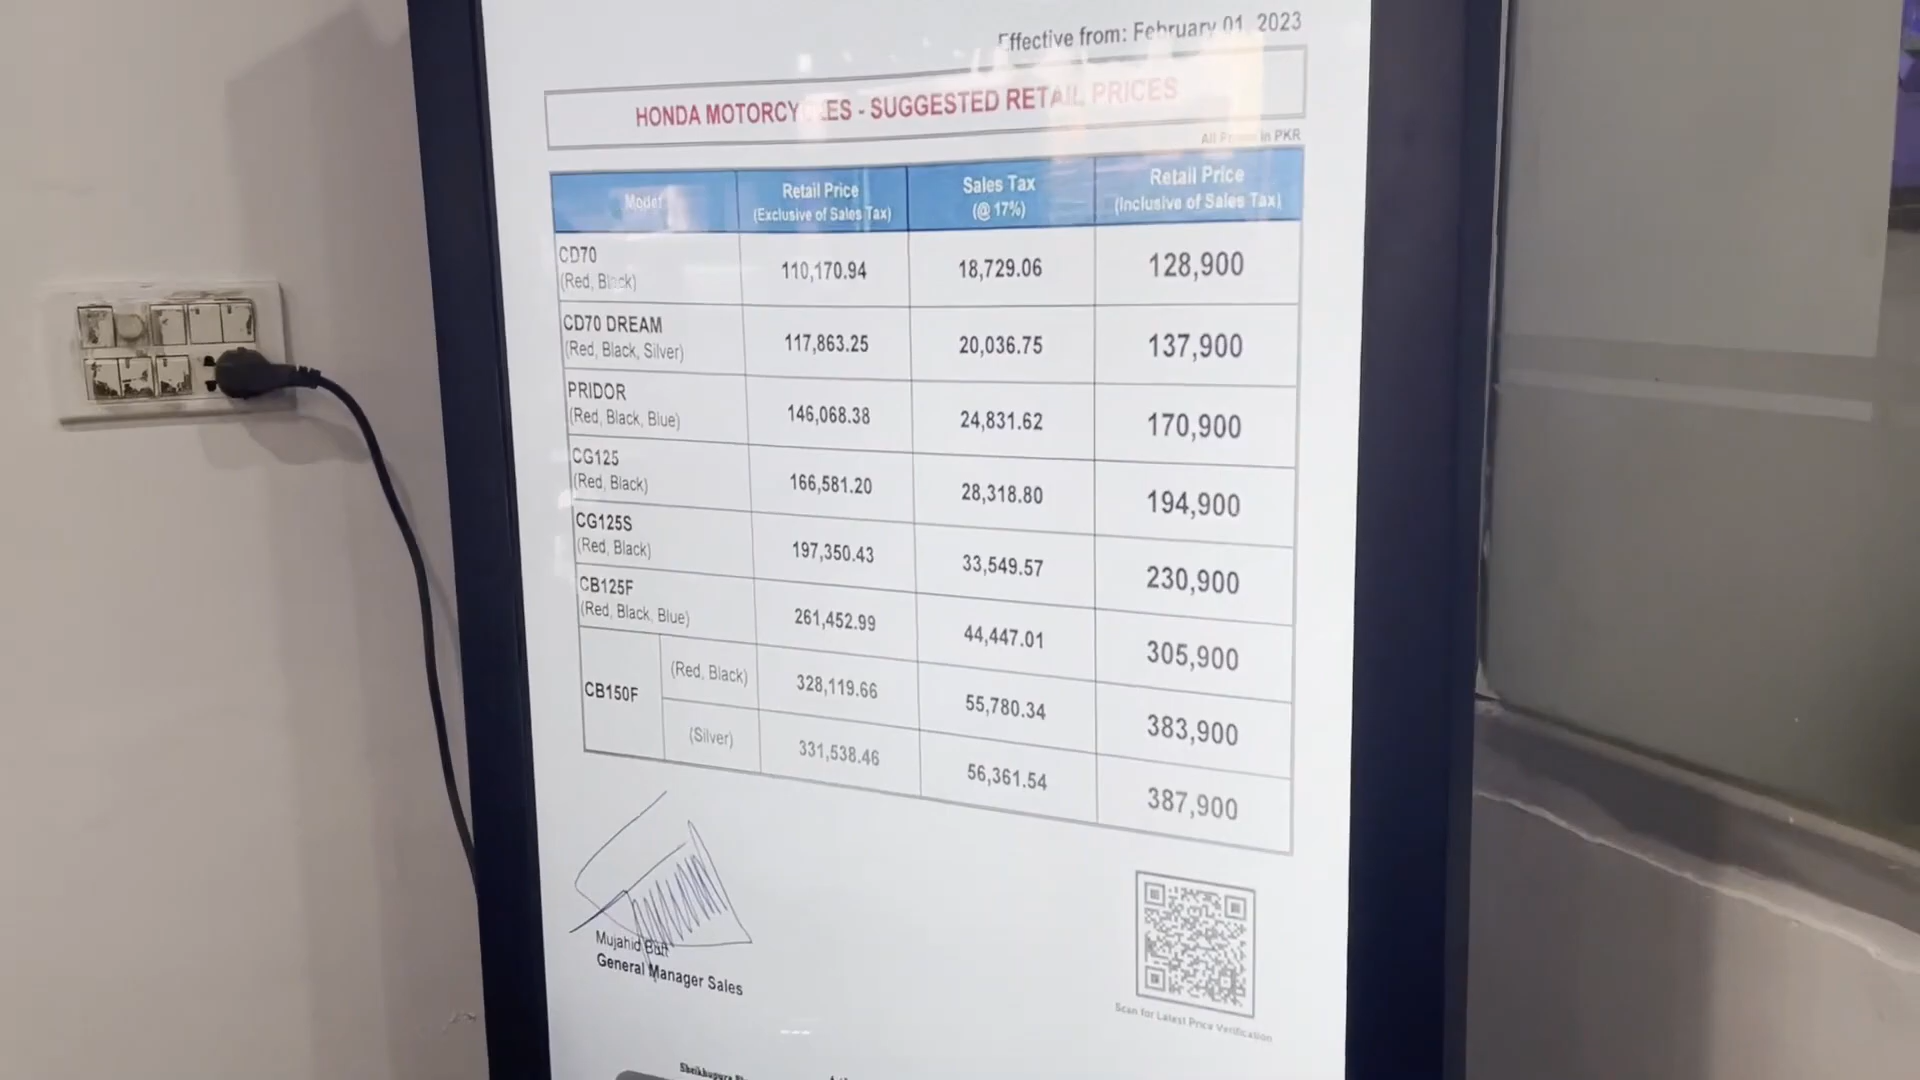 Effective from: February 01, 2023
HONDA MOTORCYCLES - SUGGESTED RETAIL PRICES
All Prices in PKR
Model Retail Price (Exclusive of Sales Tax) Sales Tax (@ 17%) Retail Price (Inclusive of Sales Tax)
CD70 (Red, Black) 110,170.94 18,729.06 128,900
CD70 DREAM (Red, Black, Silver) 117,863.25 20,036.75 137,900
PRIDOR (Red, Black, Blue) 146,068.38 24,831.62 170,900
CG125 (Red, Black) 166,581.20 28,318.80 194,900
CG125S (Red, Black) 197,350.43 33,549.57 230,900
CB125F (Red, Black, Blue) 261,452.99 44,447.01 305,900
CB150F (Red, Black) 328,119.66 55,780.34 383,900
(Silver) 331,538.46 56,361.54 387,900
Mujahid Butt
General Manager Sales
Scan for Latest Price Verification
Sheikhupura